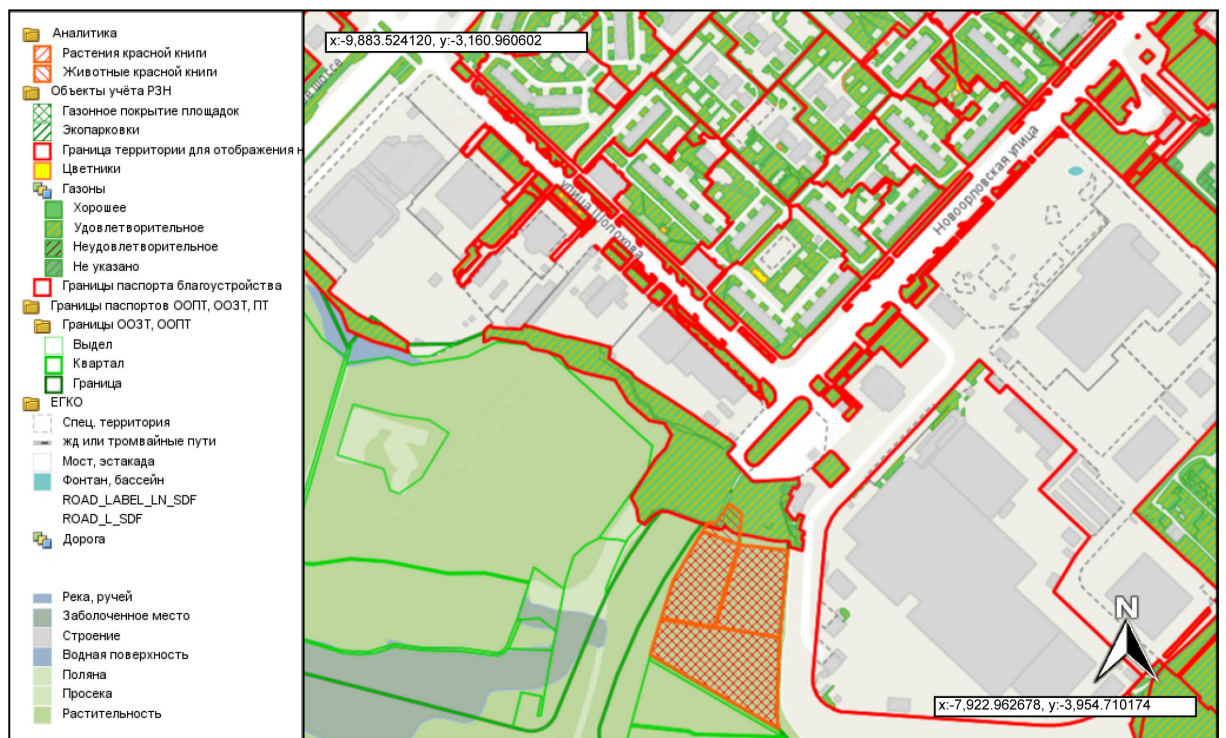 Аналитика
Растения красной книги
Животные красной книги
Объекты учёта РЗН
Газонное покрытие площадок
Экопарковки
Граница территории для отображения н
Цветники
Газоны
Хорошее
Удовлетворительное
Неудовлетворительное
Не указано
Границы паспорта благоустройства
Границы паспортов ООПТ, ООЗТ, ПТ
Границы ООЗТ, ООПТ
Выдел
Квартал
Граница
ЕГКО
Спец. территория
жд или тромвайные пути
Мост, эстакада
Фонтан, бассейн
ROAD_LABEL_LN_SDF
ROAD_L_SDF
Дорога
Река, ручей
Заболоченное место
Строение
Водная поверхность
Поляна
Просека
Растительность
x:-9,883.524120, y:-3,160.960602
шоссе
улица Шолохова
Новоорловская улица
N
x:-7,922.962678, y:-3,954.710174